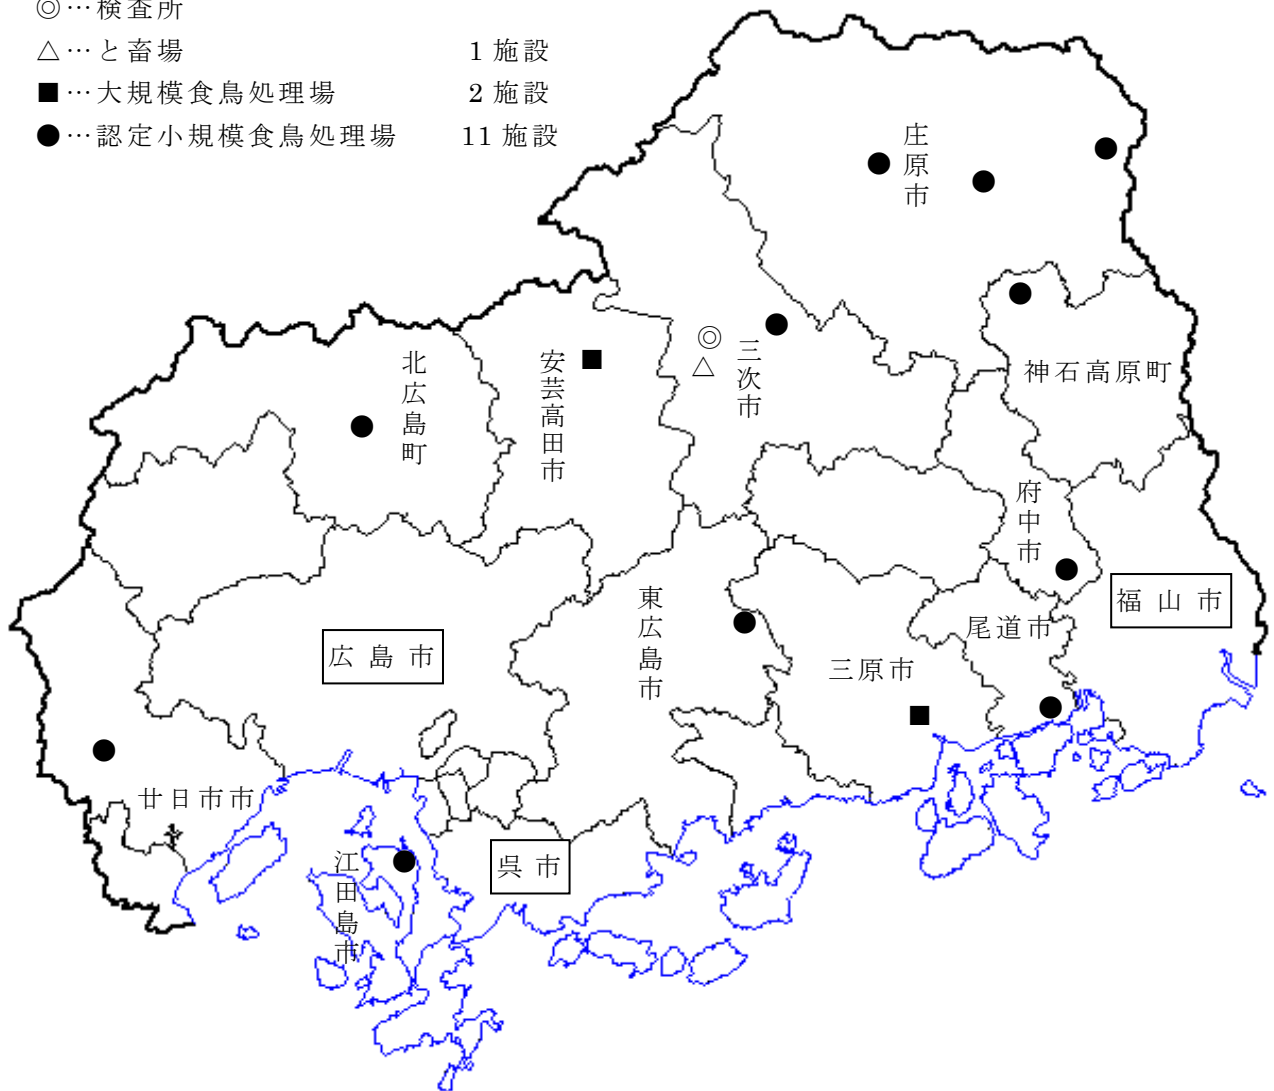 ◎…検査所
△…と畜場 1 施設
■…大規模食鳥処理場 2 施設
●…認定小規模食鳥処理場 11 施設
庄原市
三次市
神石高原町
安芸高田市
北広島町
府中市
福山市
尾道市
東広島市
三原市
広島市
廿日市市
呉市
江田島市